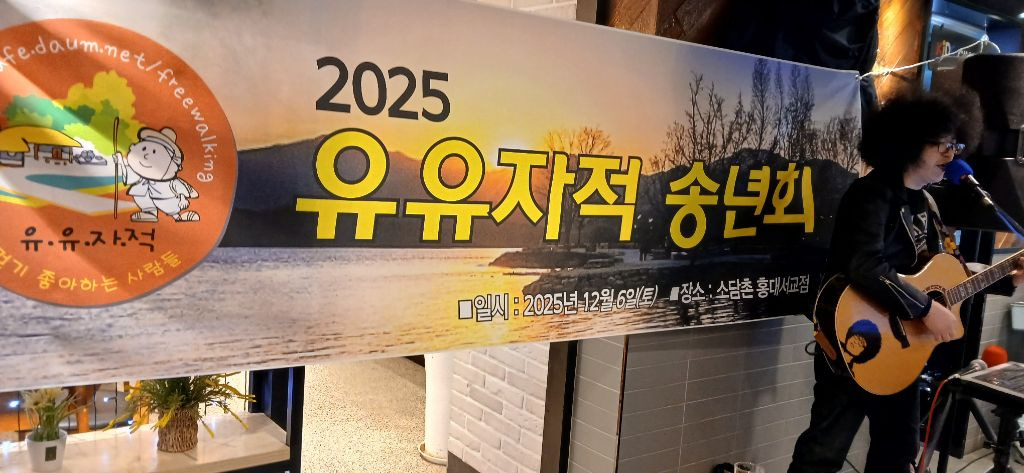 cafe.daum.net/freewalking
유.유.자.적
걷기 좋아하는 사람들
2025
유유자적 송년회
■일시 : 2025년 12월 6일(토) ■장소 : 소담촌 홍대서교점